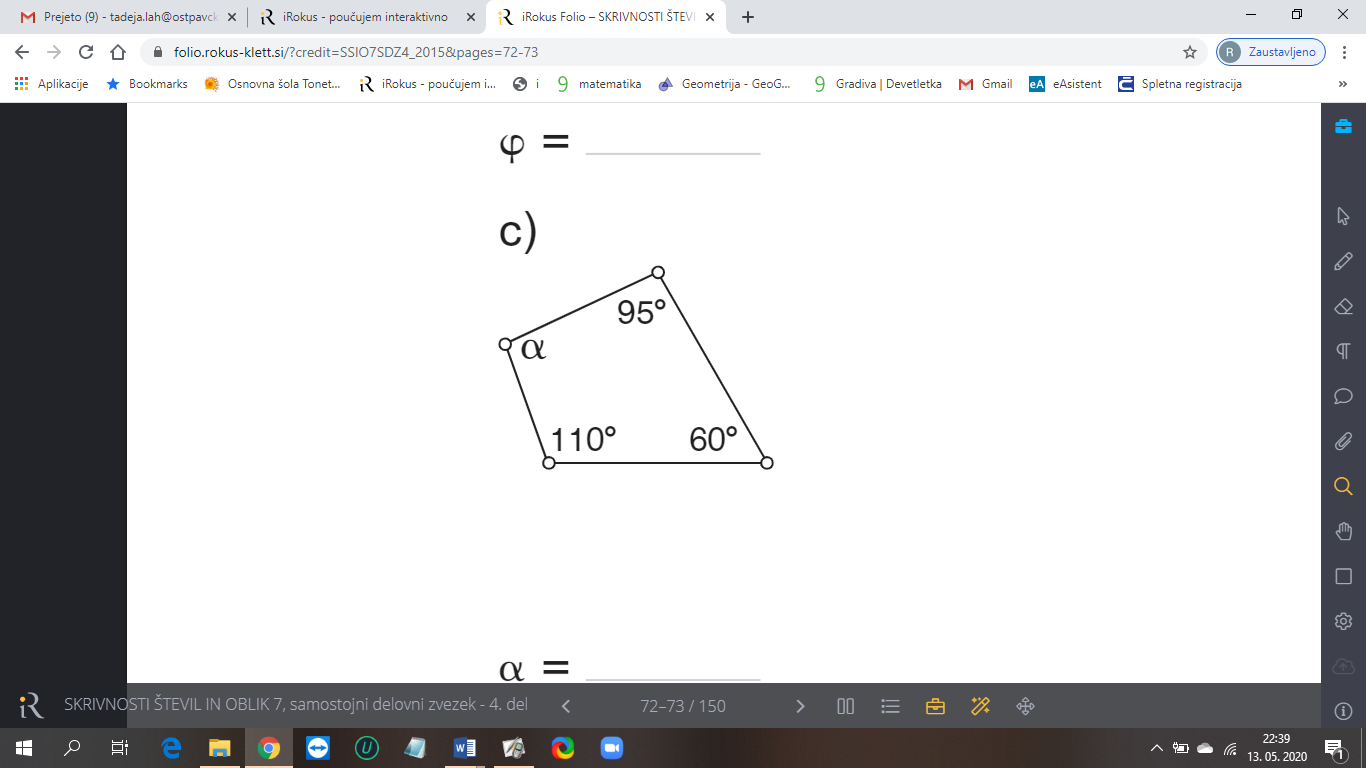 Prejeto (9) - tadeja.lah@ostpavck
iRokus - poučujem interaktivno
iRokus Folio – SKRIVNOSTI ŠTEVI
folio.rokus-klett.si/?credit=SSIO7SDZ4_2015&pages=72-73
R Zaustavljeno
Aplikacije Bookmarks Osnovna šola Tonet... iRokus - poučujem i... i matematika Geometrija - GeoG... Gradiva | Devetletka Gmail eA eAsistent Spletna registracija »
φ =
c)
95°
α
110° 60°
α =
iR SKRIVNOSTI ŠTEVIL IN OBLIK 7, samostojni delovni zvezek - 4. del 72–73 / 150
22:39
13. 05. 2020
1